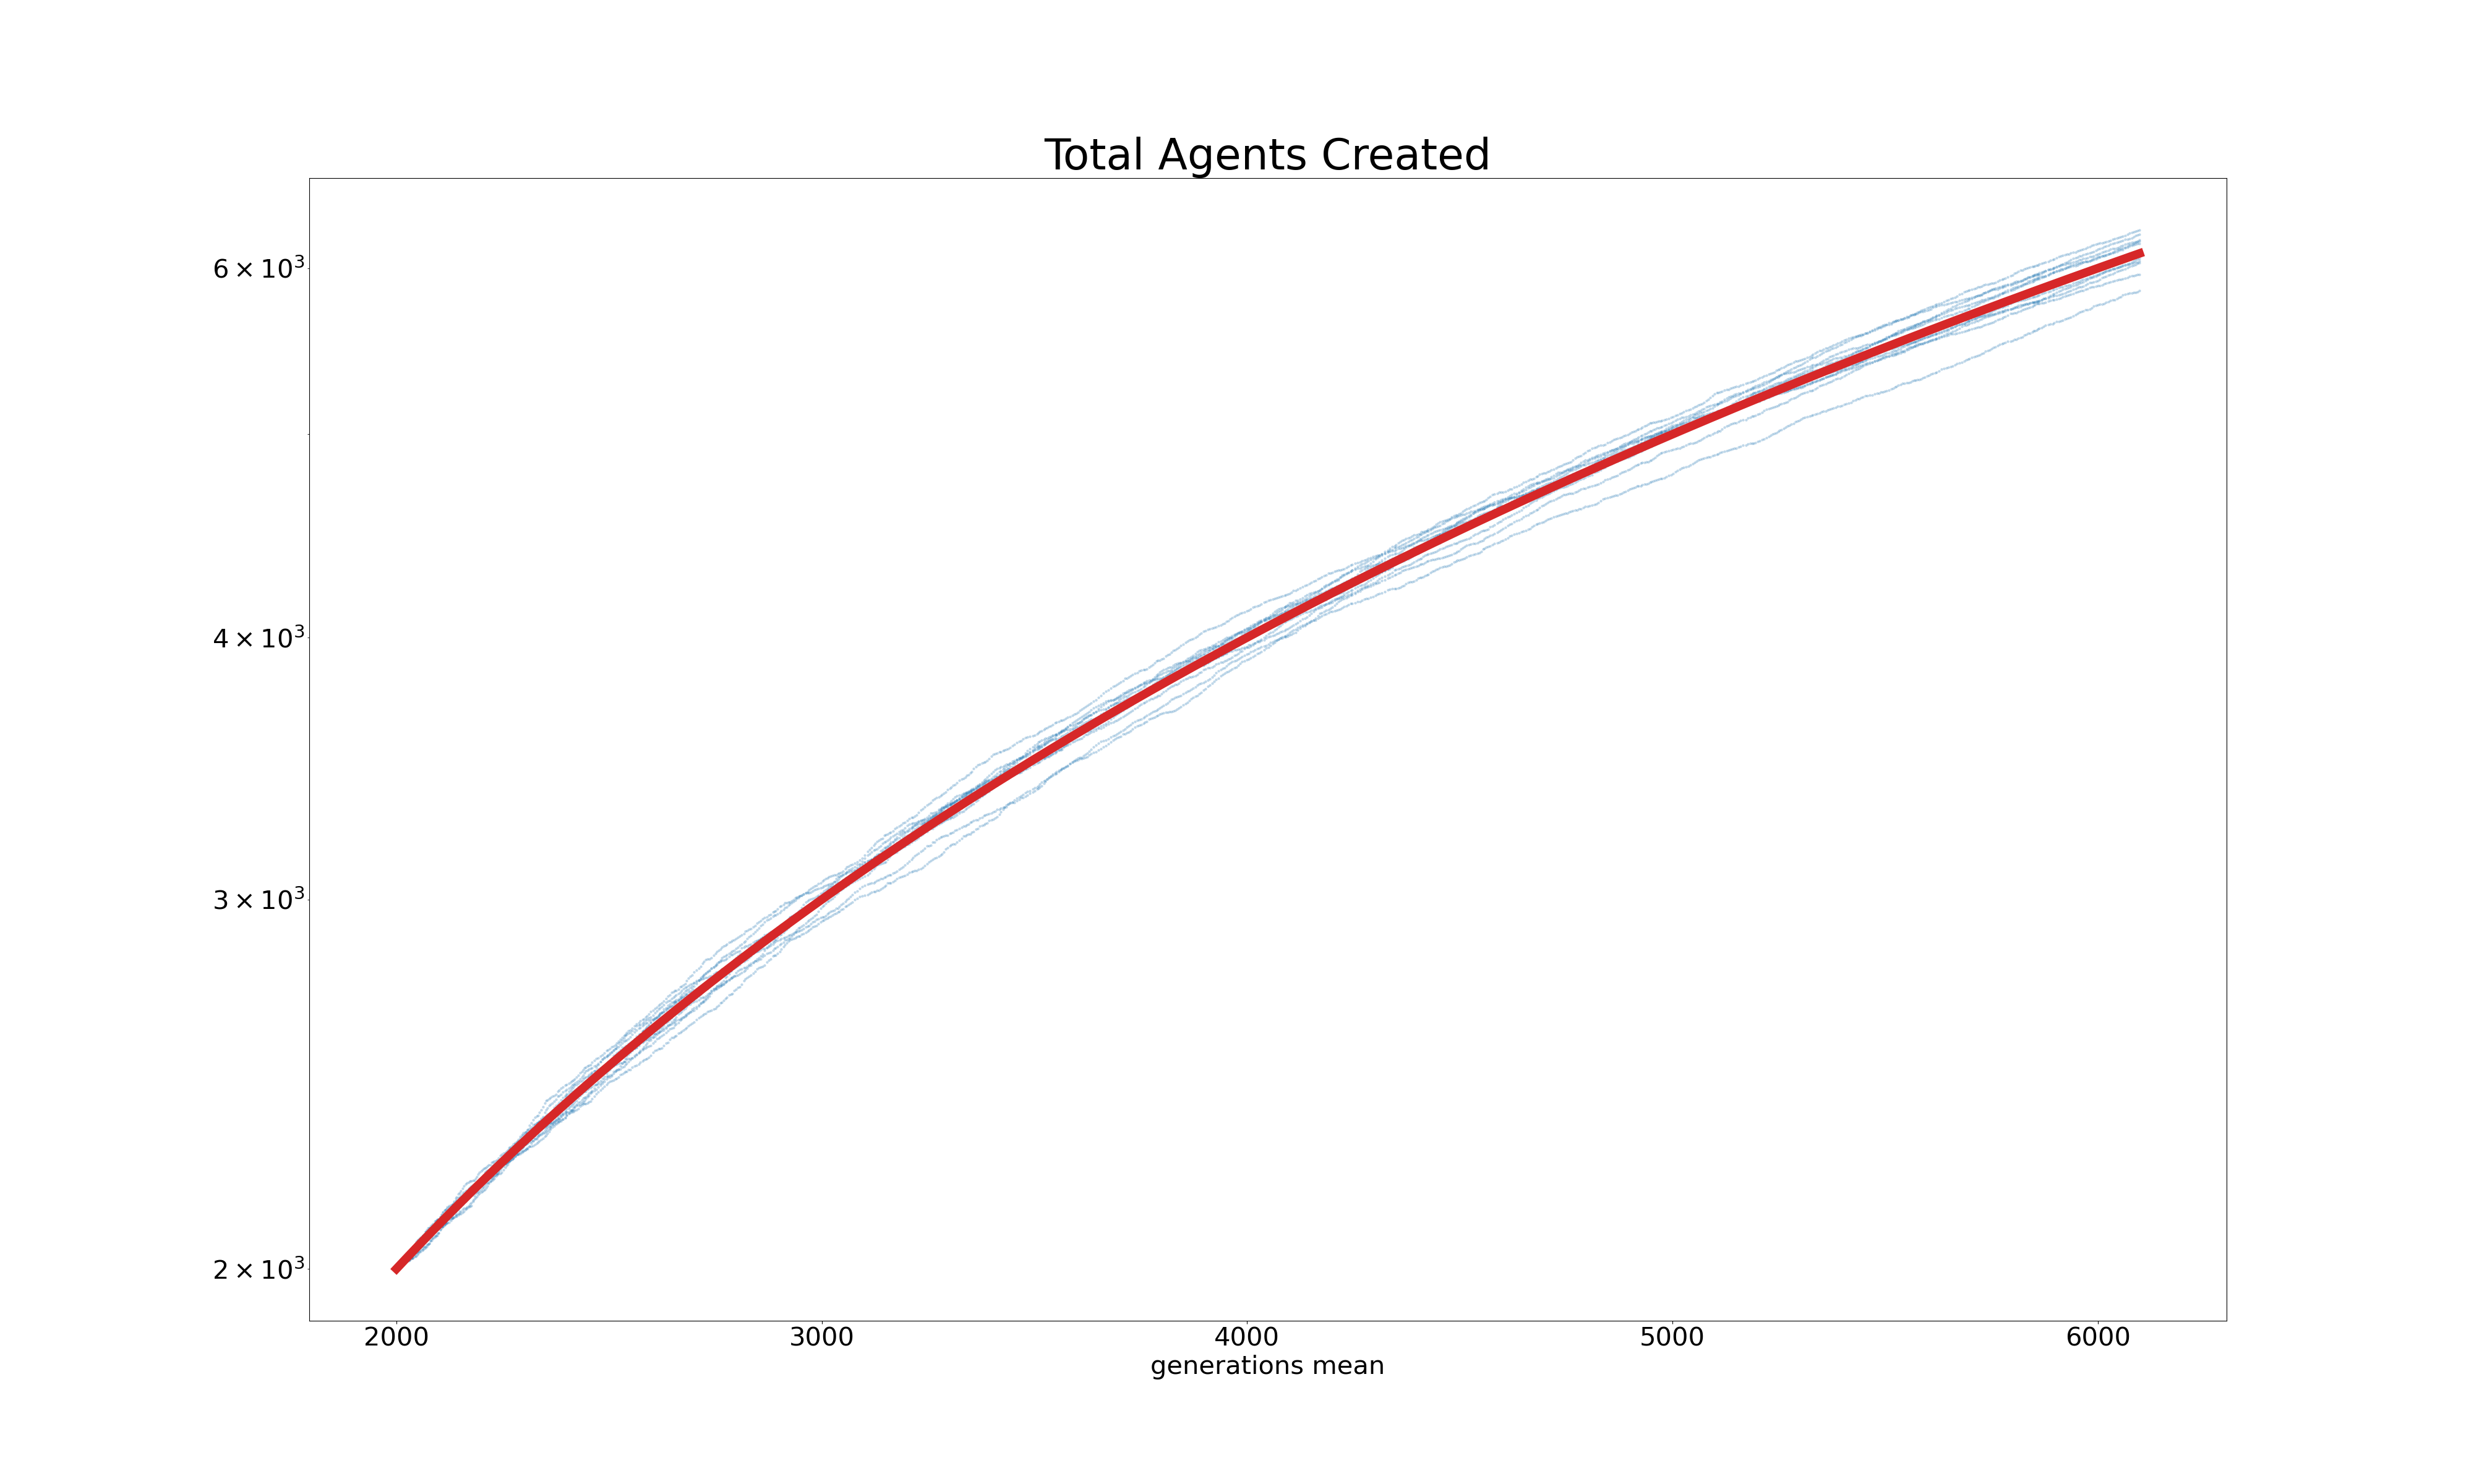 Total Agents Created
6 × 10³
4 × 10³
3 × 10³
2 × 10³
2000 3000 4000 5000 6000
generations mean